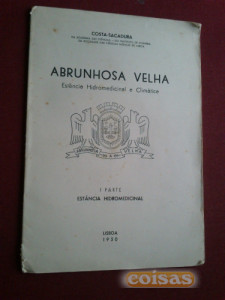 COSTA-SACADURA
ABRUNHOSA VELHA
Estância Hidromedicinal e Climática
I PARTE
ESTÂNCIA HIDROMEDICINAL
LISBOA
1950
coisas